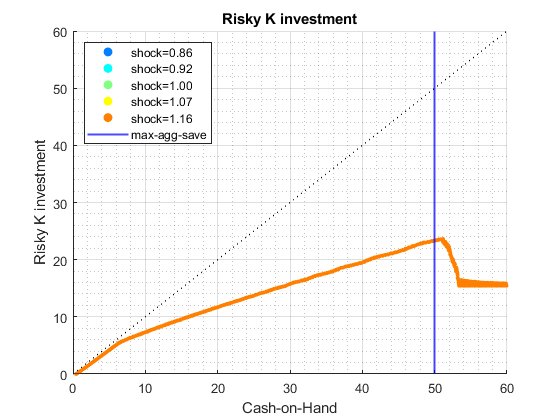 Risky K investment
60
50
40
30
20
10
0
Risky K investment
shock=0.86
shock=0.92
shock=1.00
shock=1.07
shock=1.16
max-agg-save
0
10
20
30
40
50
60
Cash-on-Hand